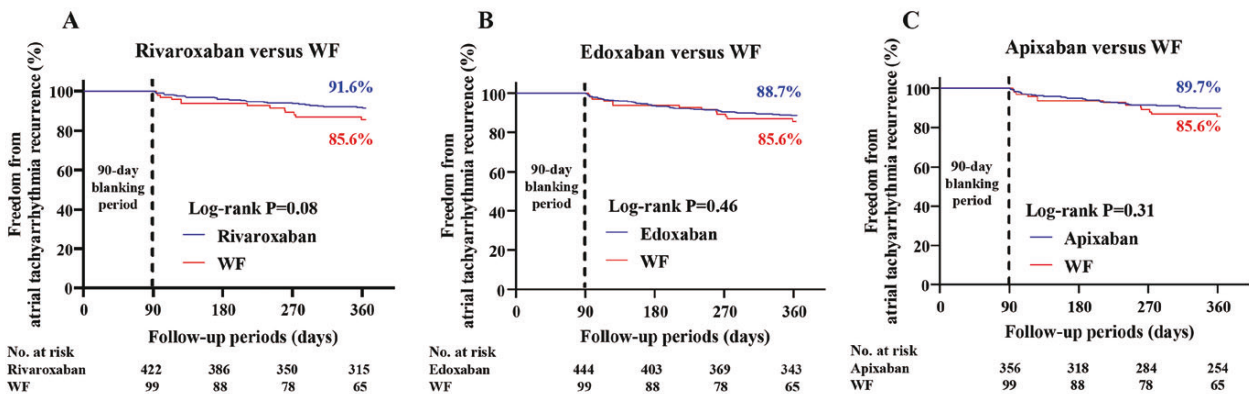 A
Rivaroxaban versus WF
Freedom from
atrial tachyarrhythmia recurrence (%)
100
80
60
40
20
0
91.6%
85.6%
90-day
blanking
period
Log-rank P=0.08
Rivaroxaban
WF
0 90 180 270 360
Follow-up periods (days)
No. at risk
Rivaroxaban 422 386 350 315
WF 99 88 78 65
B
Edoxaban versus WF
Freedom from
atrial tachyarrhythmia recurrence (%)
100
80
60
40
20
0
88.7%
85.6%
90-day
blanking
period
Log-rank P=0.46
Edoxaban
WF
0 90 180 270 360
Follow-up periods (days)
No. at risk
Edoxaban 444 403 369 343
WF 99 88 78 65
C
Apixaban versus WF
Freedom from
atrial tachyarrhythmia recurrence (%)
100
80
60
40
20
0
89.7%
85.6%
90-day
blanking
period
Log-rank P=0.31
Apixaban
WF
0 90 180 270 360
Follow-up periods (days)
No. at risk
Apixaban 356 318 284 254
WF 99 88 78 65